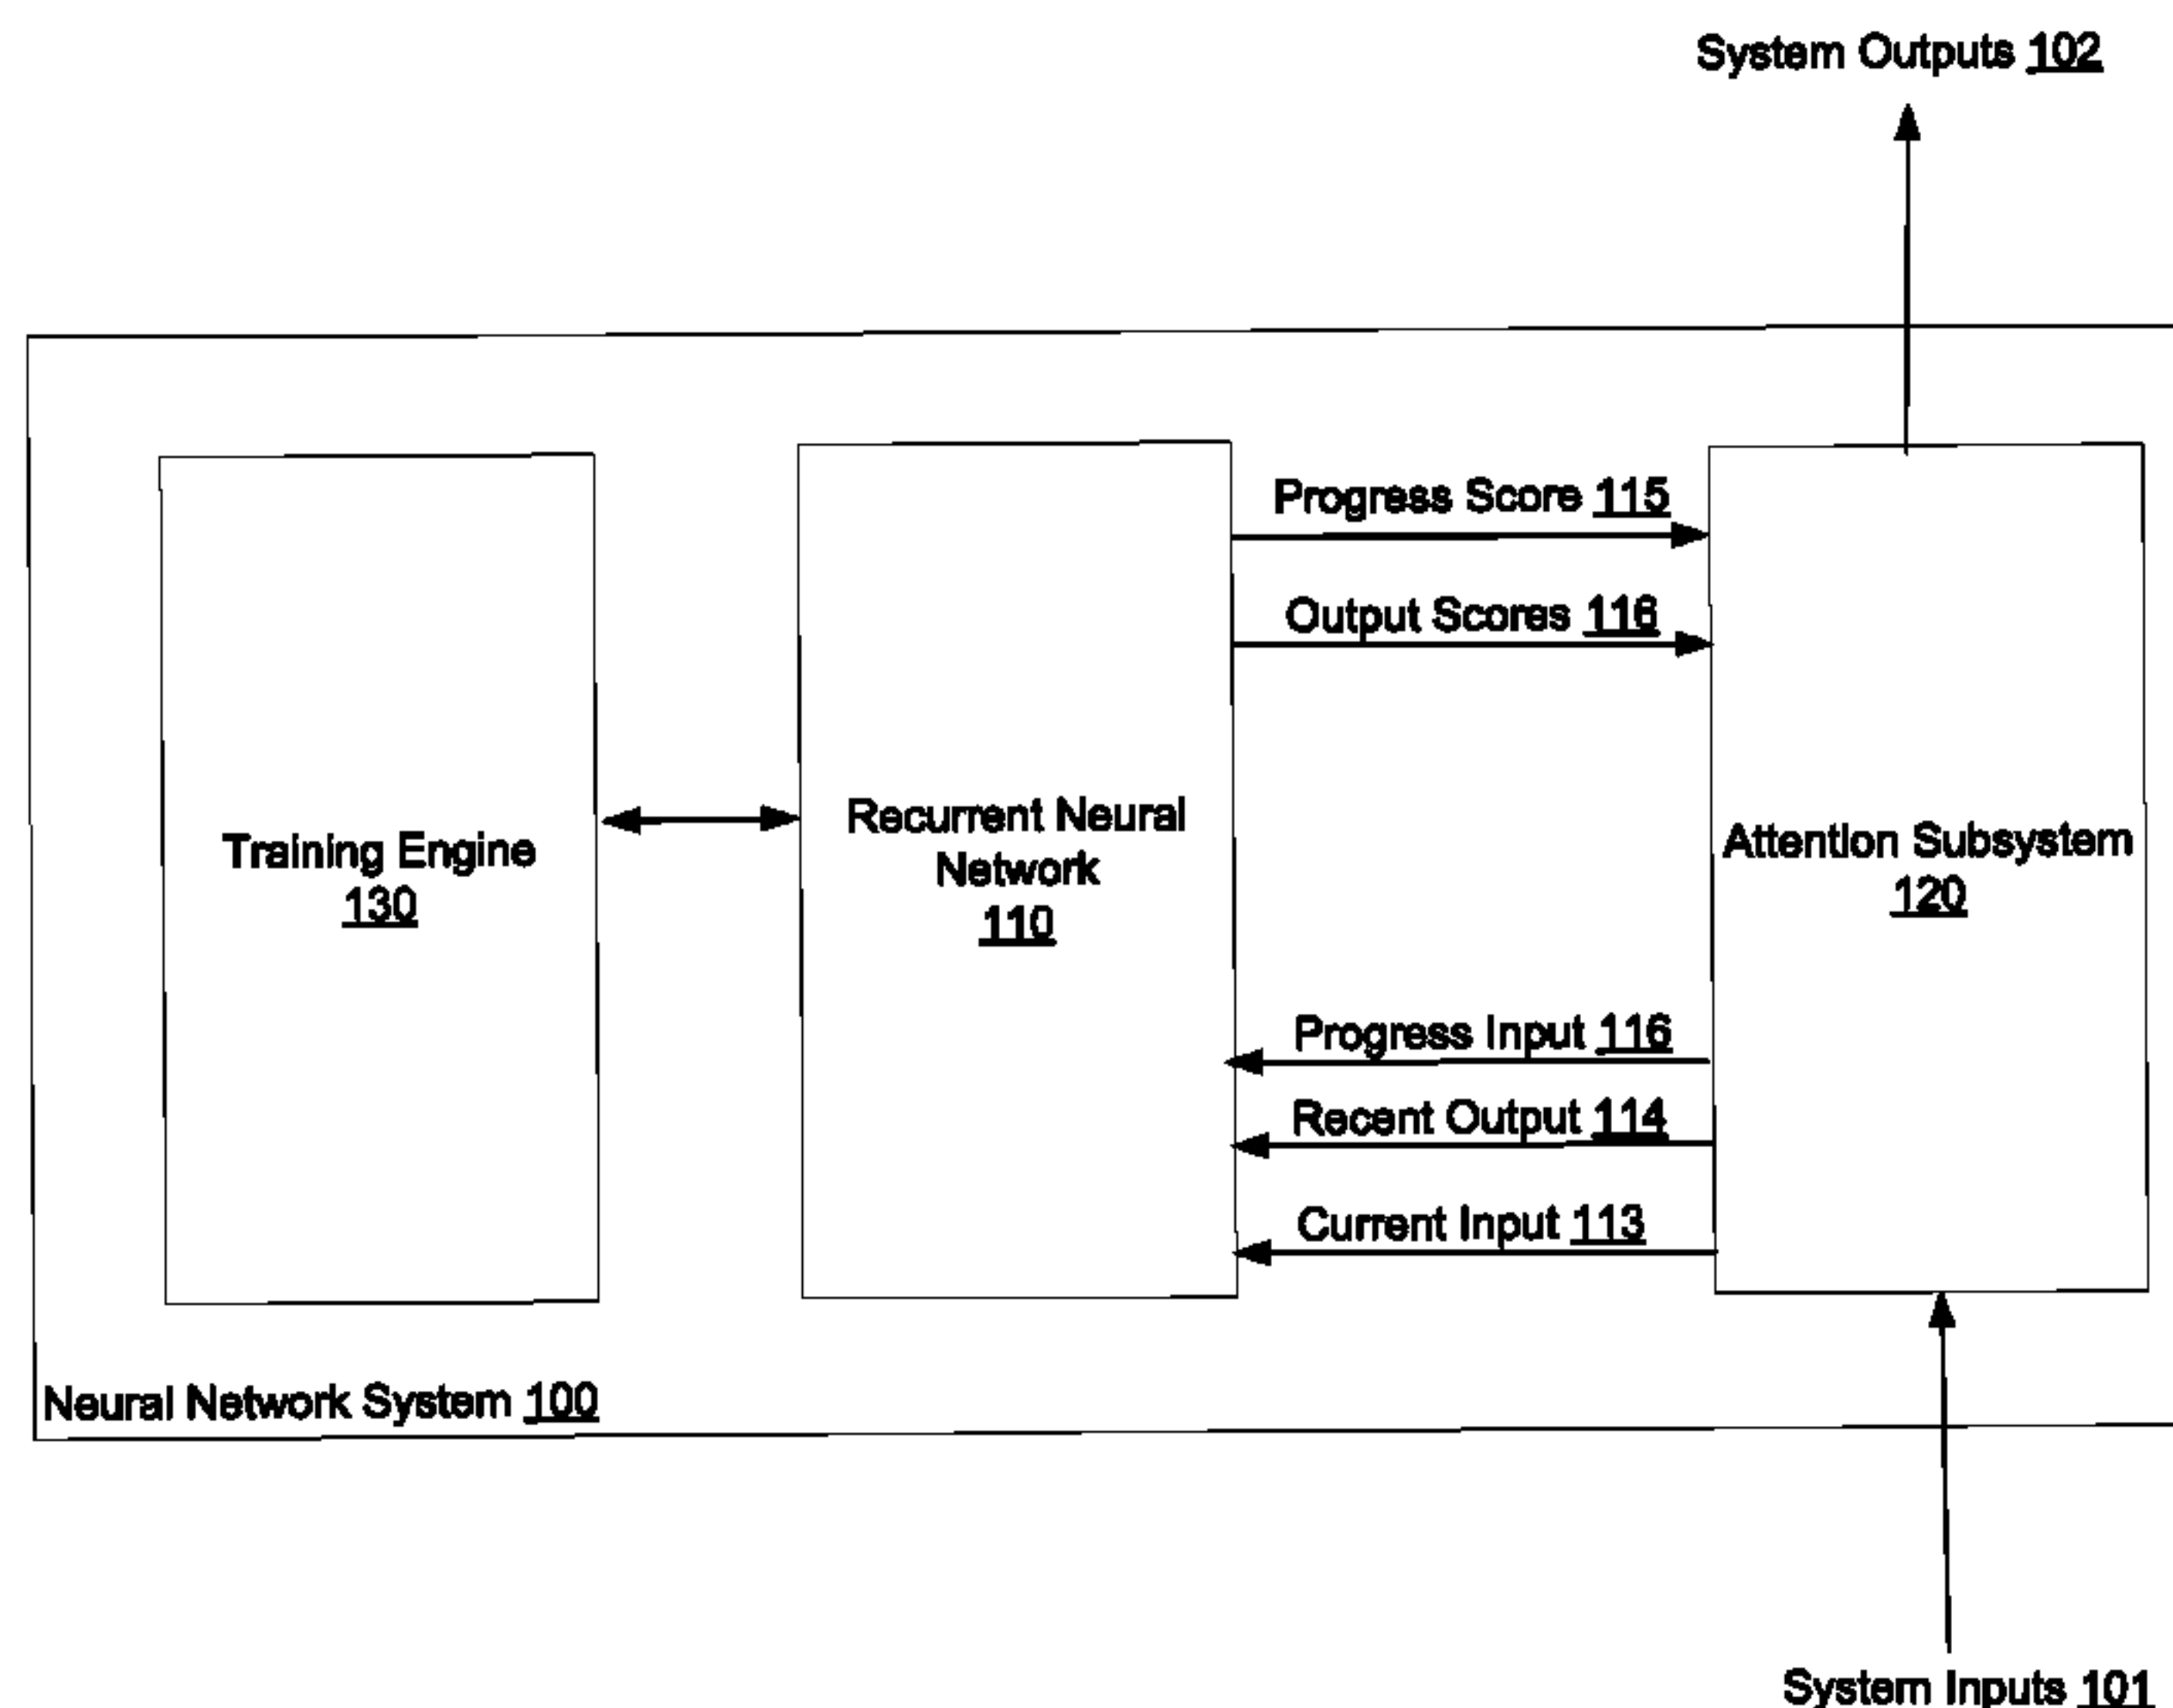 System Outputs 102
Progress Score 115
Output Scores 116
Training Engine
130
Recurrent Neural
Network
110
Attention Subsystem
120
Progress Input 116
Recent Output 114
Current Input 113
Neural Network System 100
System Inputs 101